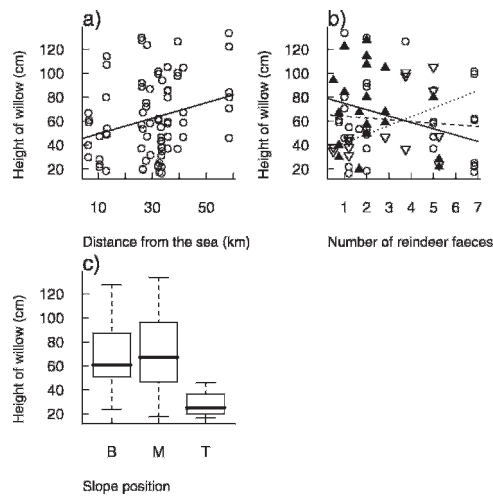 a)
Height of willow (cm)
120
100
80
60
40
20
10 30 50
Distance from the sea (km)
b)
Height of willow (cm)
120
100
80
60
40
20
1 2 3 4 5 6 7
Number of reindeer faeces
c)
Height of willow (cm)
120
100
80
60
40
20
B M T
Slope position